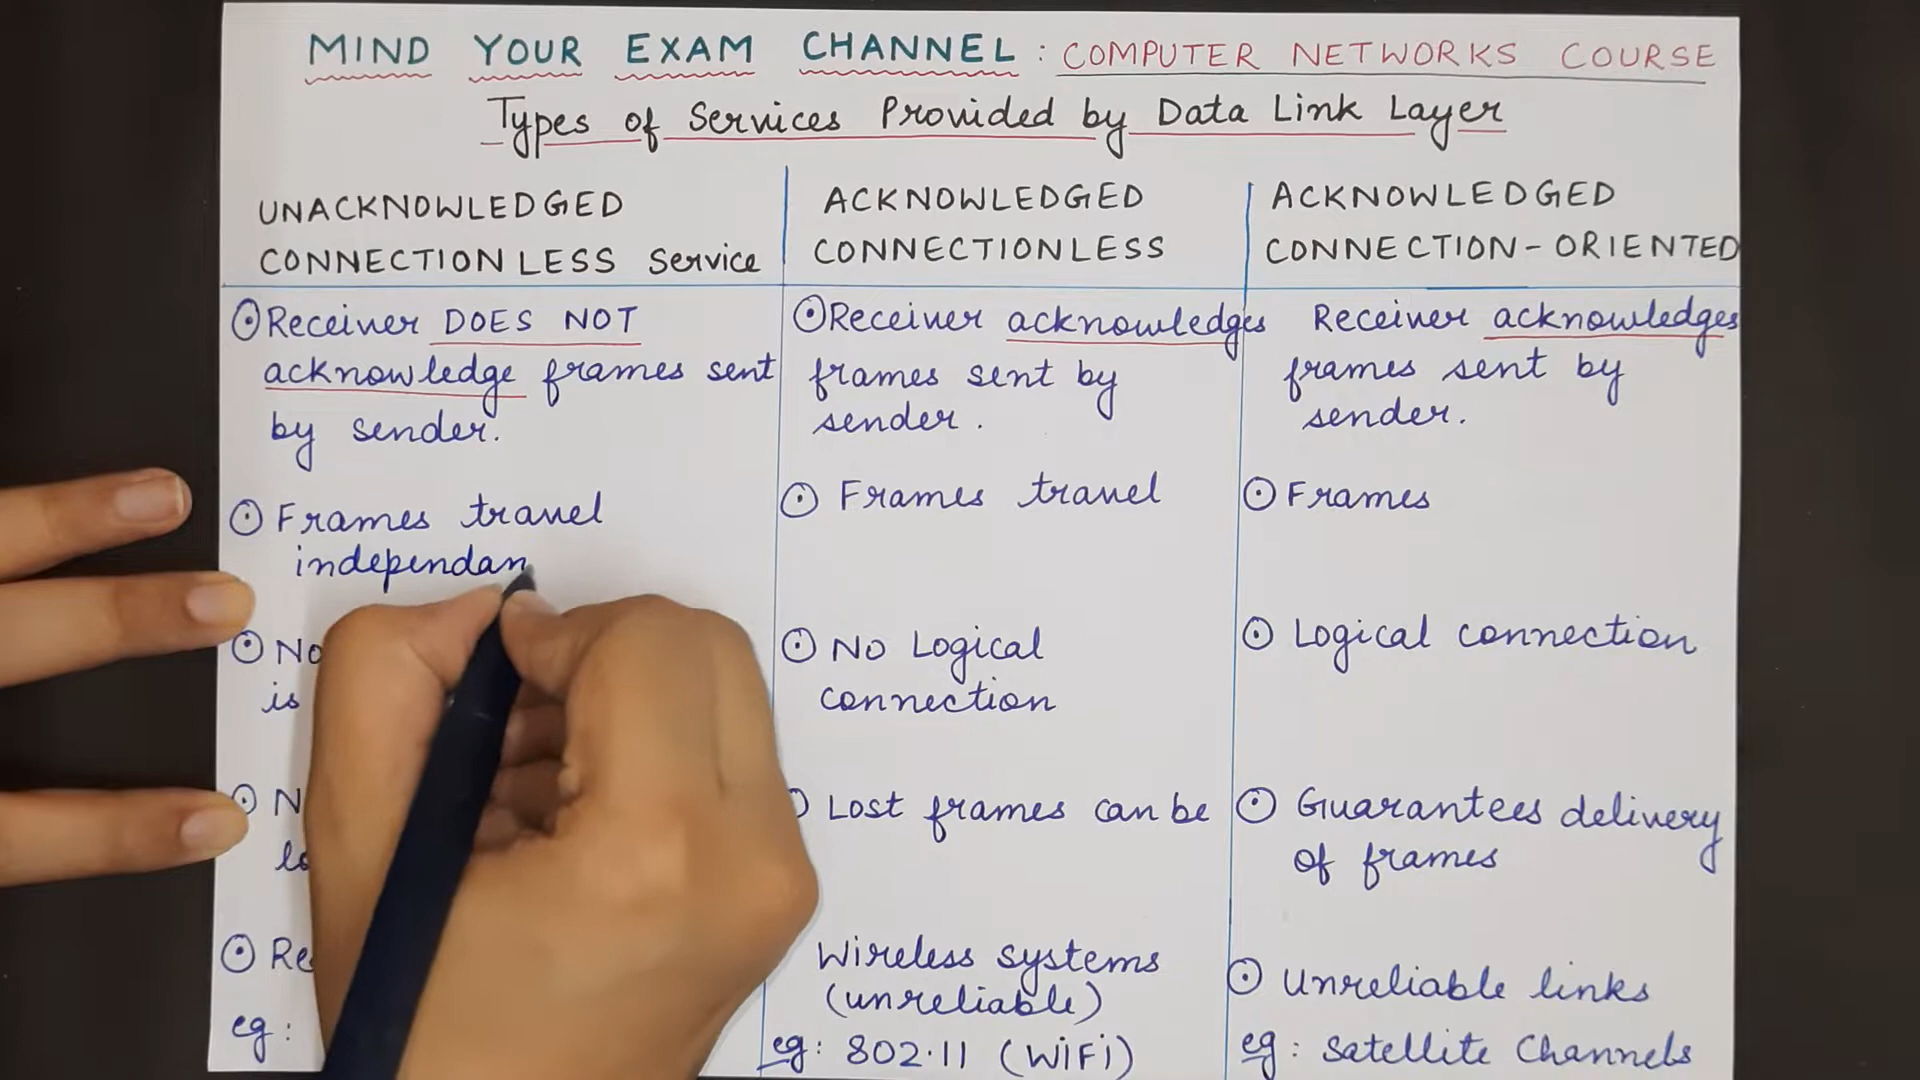 MIND YOUR EXAM CHANNEL : COMPUTER NETWORKS COURSE
Types of Services Provided by Data Link Layer
UNACKNOWLEDGED
CONNECTIONLESS Service
Receiver DOES NOT
acknowledge frames sent
by sender.
Frames travel
independan
No
is
eg:
ACKNOWLEDGED
CONNECTIONLESS
Receiver acknowledges
frames sent by
sender.
Frames travel
No Logical
connection
Lost frames can be
Wireless systems
(unreliable)
eg: 802.11 (WiFi)
ACKNOWLEDGED
CONNECTION-ORIENTED
Receiver acknowledges
frames sent by
sender.
Frames
Logical connection
Guarantees delivery
of frames
Unreliable links
eg: Satellite Channels